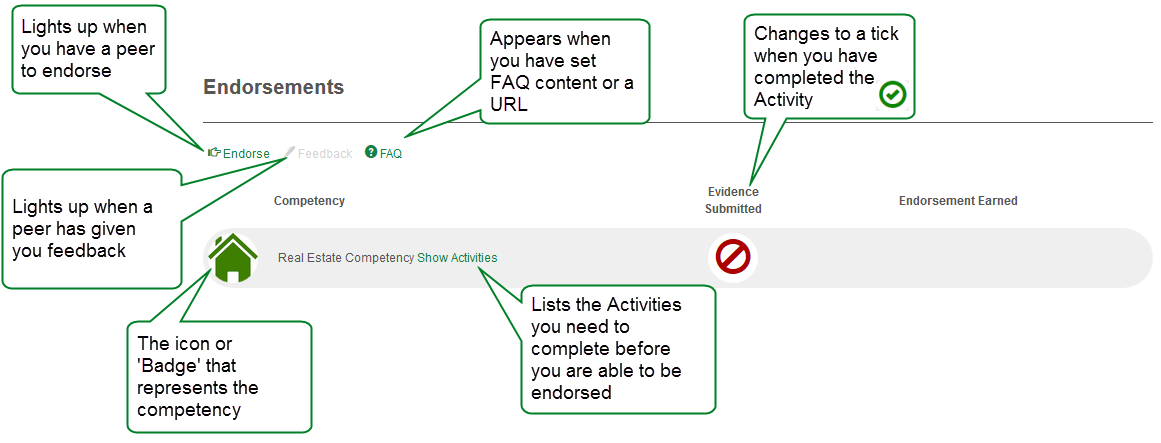 Lights up when
you have a peer
to endorse
Endorsements
Appears when
you have set
FAQ content or a
URL
Changes to a tick
when you have
completed the
Activity
Endorse
Feedback
FAQ
Lights up when a
peer has given
you feedback
Competency
Evidence
Submitted
Endorsement Earned
Real Estate Competency Show Activities
The icon or
'Badge' that
represents the
competency
Lists the Activities
you need to
complete before
you are able to be
endorsed